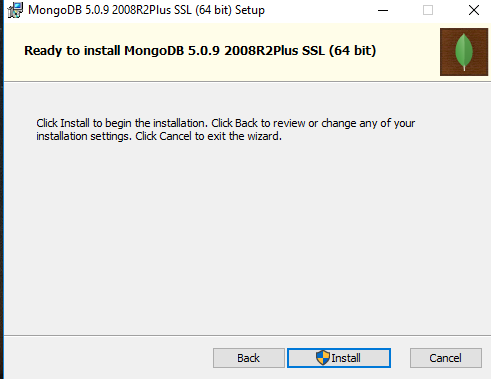 MongoDB 5.0.9 2008R2Plus SSL (64 bit) Setup
Ready to install MongoDB 5.0.9 2008R2Plus SSL (64 bit)
Click Install to begin the installation. Click Back to review or change any of your
installation settings. Click Cancel to exit the wizard.
Back Install Cancel